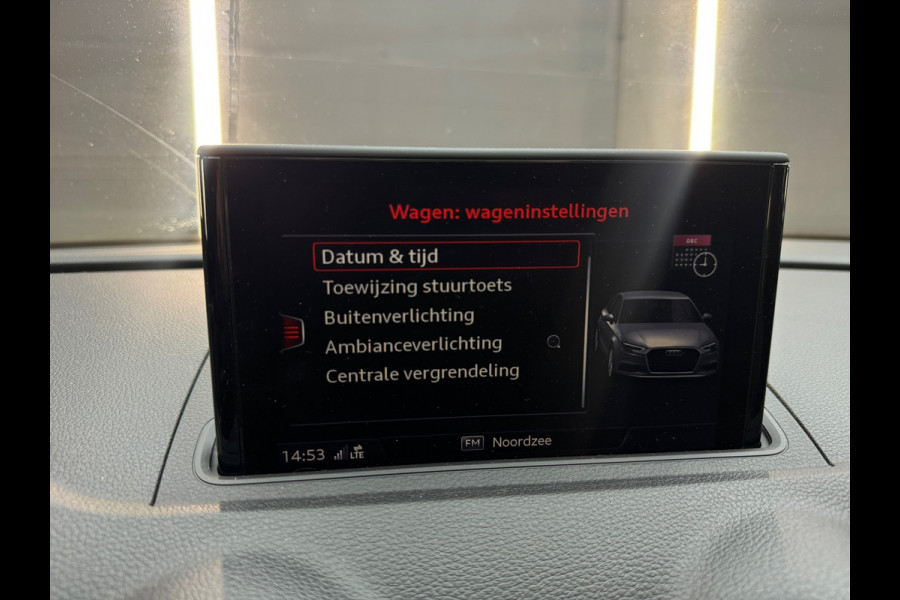 Wagen: wageninstellingen
DEC
Datum & tijd
Toewijzing stuurtoets
Buitenverlichting
Ambianceverlichting
Centrale vergrendeling
14:53 LTE
FM Noordzee